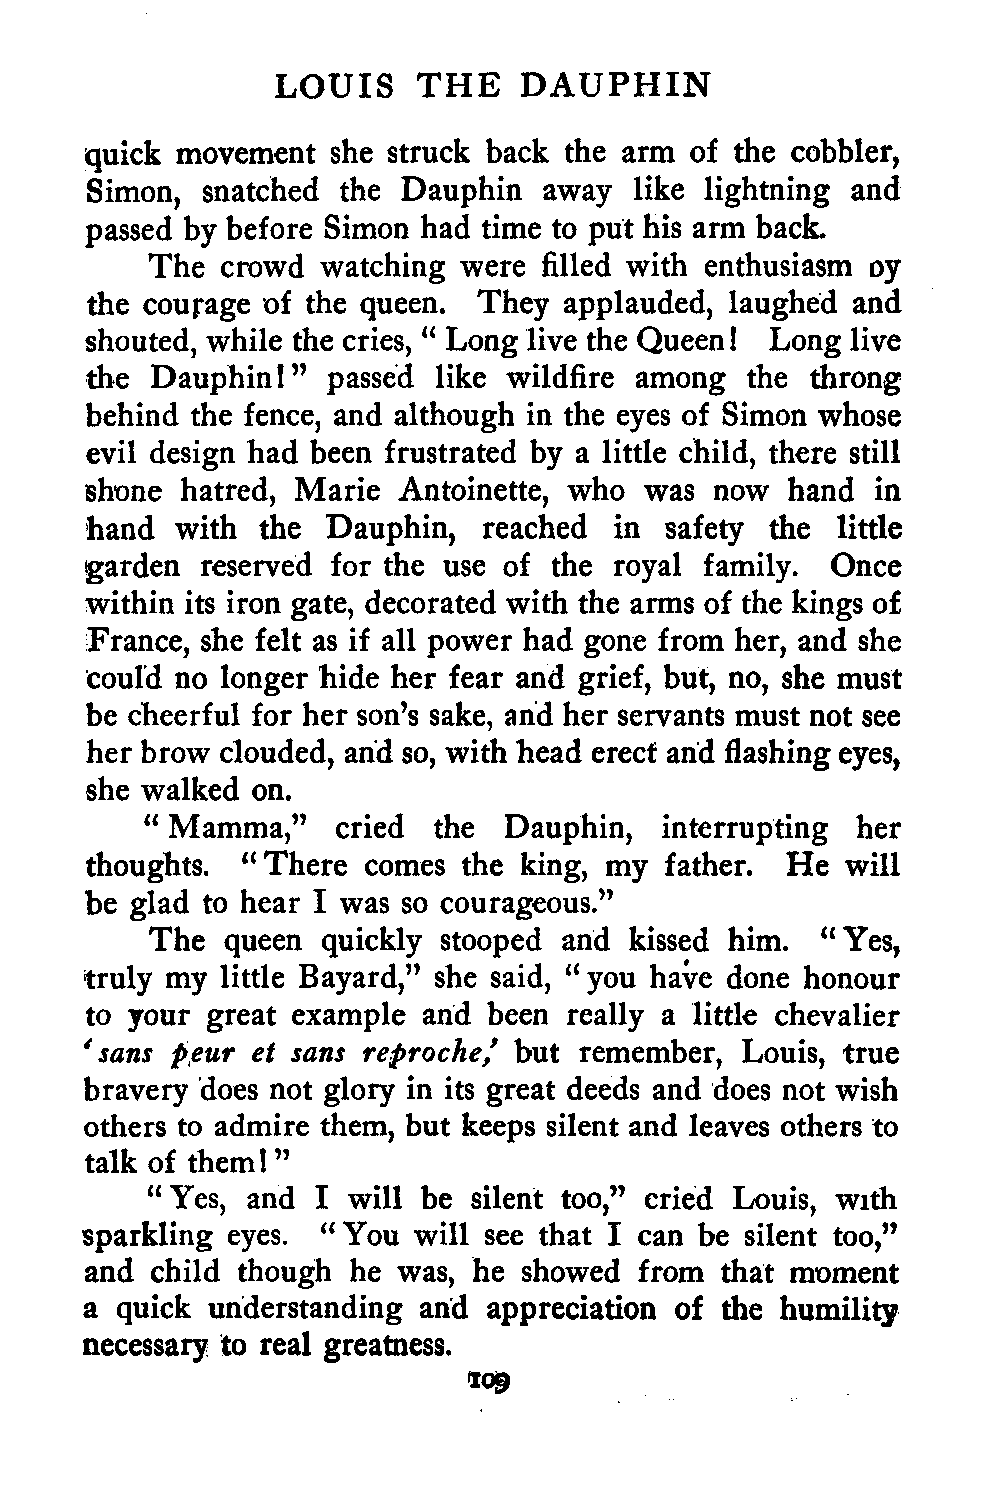 LOUIS THE DAUPHIN
quick movement she struck back the arm of the cobbler,
Simon, snatched the Dauphin away like lightning and
passed by before Simon had time to put his arm back.
The crowd watching were filled with enthusiasm by
the courage of the queen. They applauded, laughed and
shouted, while the cries, “ Long live the Queen! Long live
the Dauphin!” passed like wildfire among the throng
behind the fence, and although in the eyes of Simon whose
evil design had been frustrated by a little child, there still
shone hatred, Marie Antoinette, who was now hand in
hand with the Dauphin, reached in safety the little
garden reserved for the use of the royal family. Once
within its iron gate, decorated with the arms of the kings of
France, she felt as if all power had gone from her, and she
could no longer hide her fear and grief, but, no, she must
be cheerful for her son’s sake, and her servants must not see
her brow clouded, and so, with head erect and flashing eyes,
she walked on.
“ Mamma,” cried the Dauphin, interrupting her
thoughts. “ There comes the king, my father. He will
be glad to hear I was so courageous.”
The queen quickly stooped and kissed him. “ Yes,
truly my little Bayard,” she said, “ you have done honour
to your great example and been really a little chevalier
‘ sans peur et sans reproche,’ but remember, Louis, true
bravery does not glory in its great deeds and does not wish
others to admire them, but keeps silent and leaves others to
talk of them!”
“ Yes, and I will be silent too,” cried Louis, with
sparkling eyes. “ You will see that I can be silent too,”
and child though he was, he showed from that moment
a quick understanding and appreciation of the humility
necessary to real greatness.
109